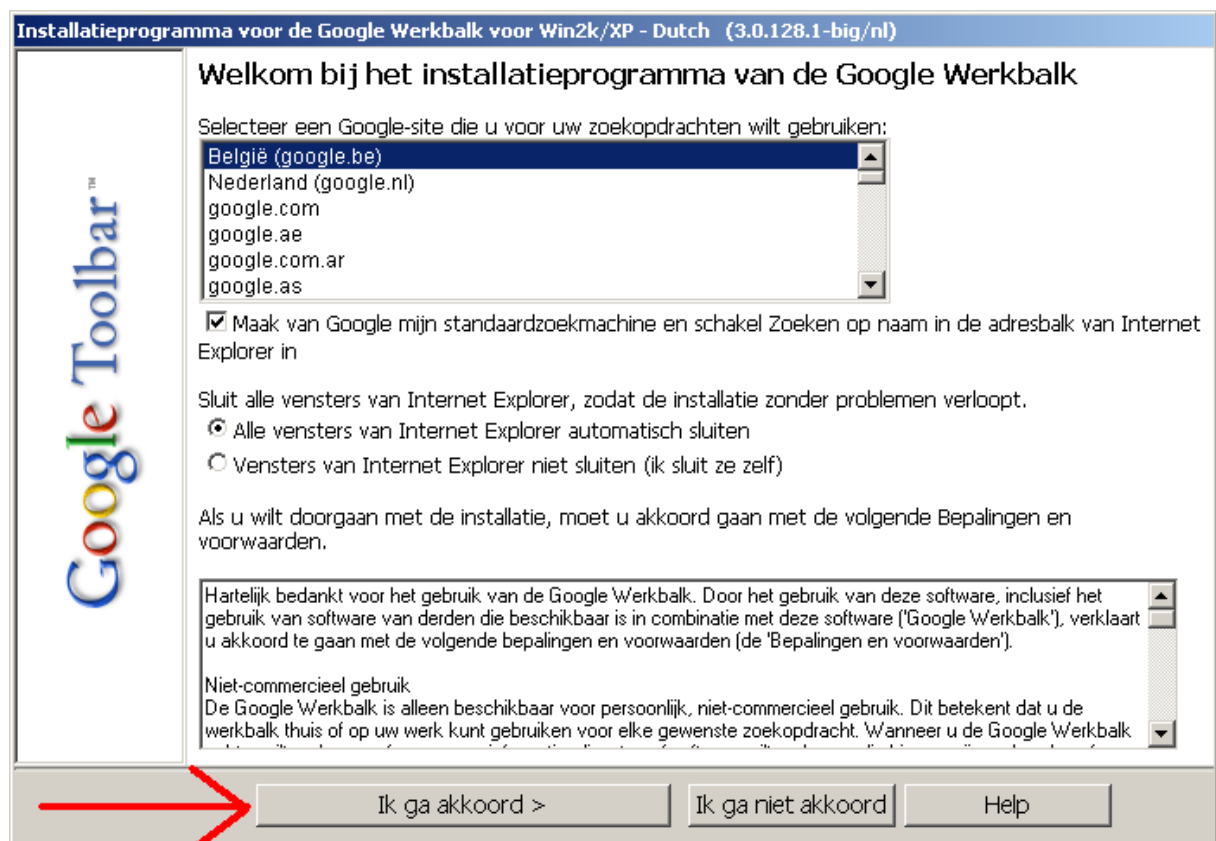 Installatieprogramma voor de Google Werkbalk voor Win2k/XP - Dutch (3.0.128.1-big/nl)
Google Toolbar™
Welkom bij het installatieprogramma van de Google Werkbalk
Selecteer een Google-site die u voor uw zoekopdrachten wilt gebruiken:
België (google.be)
Nederland (google.nl)
google.com
google.ae
google.com.ar
google.as
Maak van Google mijn standaardzoekmachine en schakel Zoeken op naam in de adresbalk van Internet
Explorer in
Sluit alle vensters van Internet Explorer, zodat de installatie zonder problemen verloopt.
Alle vensters van Internet Explorer automatisch sluiten
Vensters van Internet Explorer niet sluiten (ik sluit ze zelf)
Als u wilt doorgaan met de installatie, moet u akkoord gaan met de volgende Bepalingen en
voorwaarden.
Hartelijk bedankt voor het gebruik van de Google Werkbalk. Door het gebruik van deze software, inclusief het
gebruik van software van derden die beschikbaar is in combinatie met deze software ('Google Werkbalk'), verklaart
u akkoord te gaan met de volgende bepalingen en voorwaarden (de 'Bepalingen en voorwaarden').
Niet-commercieel gebruik
De Google Werkbalk is alleen beschikbaar voor persoonlijk, niet-commercieel gebruik. Dit betekent dat u de
werkbalk thuis of op uw werk kunt gebruiken voor elke gewenste zoekopdracht. Wanneer u de Google Werkbalk
Ik ga akkoord >
Ik ga niet akkoord
Help